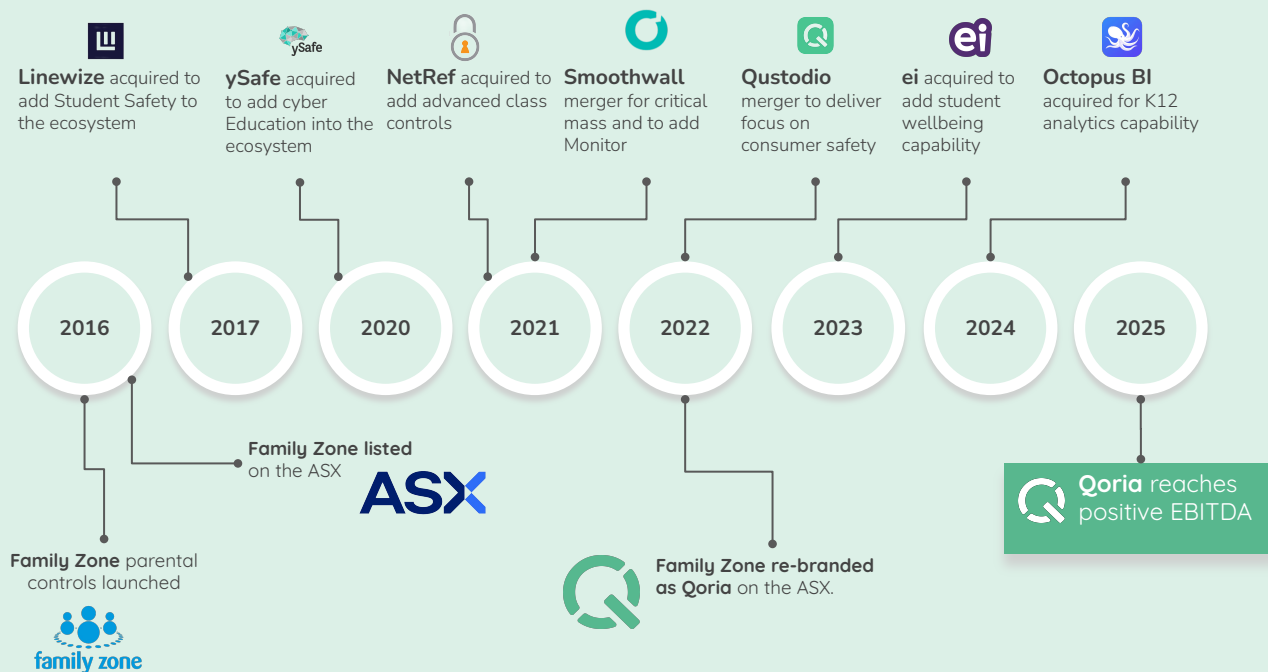 ySafe
ei
Linewize acquired to
add Student Safety to
the ecosystem
ySafe acquired
to add cyber
Education into the
ecosystem
NetRef acquired to
add advanced class
controls
Smoothwall
merger for critical
mass and to add
Monitor
Qustodio
merger to deliver
focus on
consumer safety
ei acquired to
add student
wellbeing
capability
Octopus BI
acquired for K12
analytics capability
2016
2017
2020
2021
2022
2023
2024
2025
Family Zone listed
on the ASX
ASX
Qoria reaches
positive EBITDA
Family Zone parental
controls launched
family zone
Family Zone re-branded
as Qoria on the ASX.